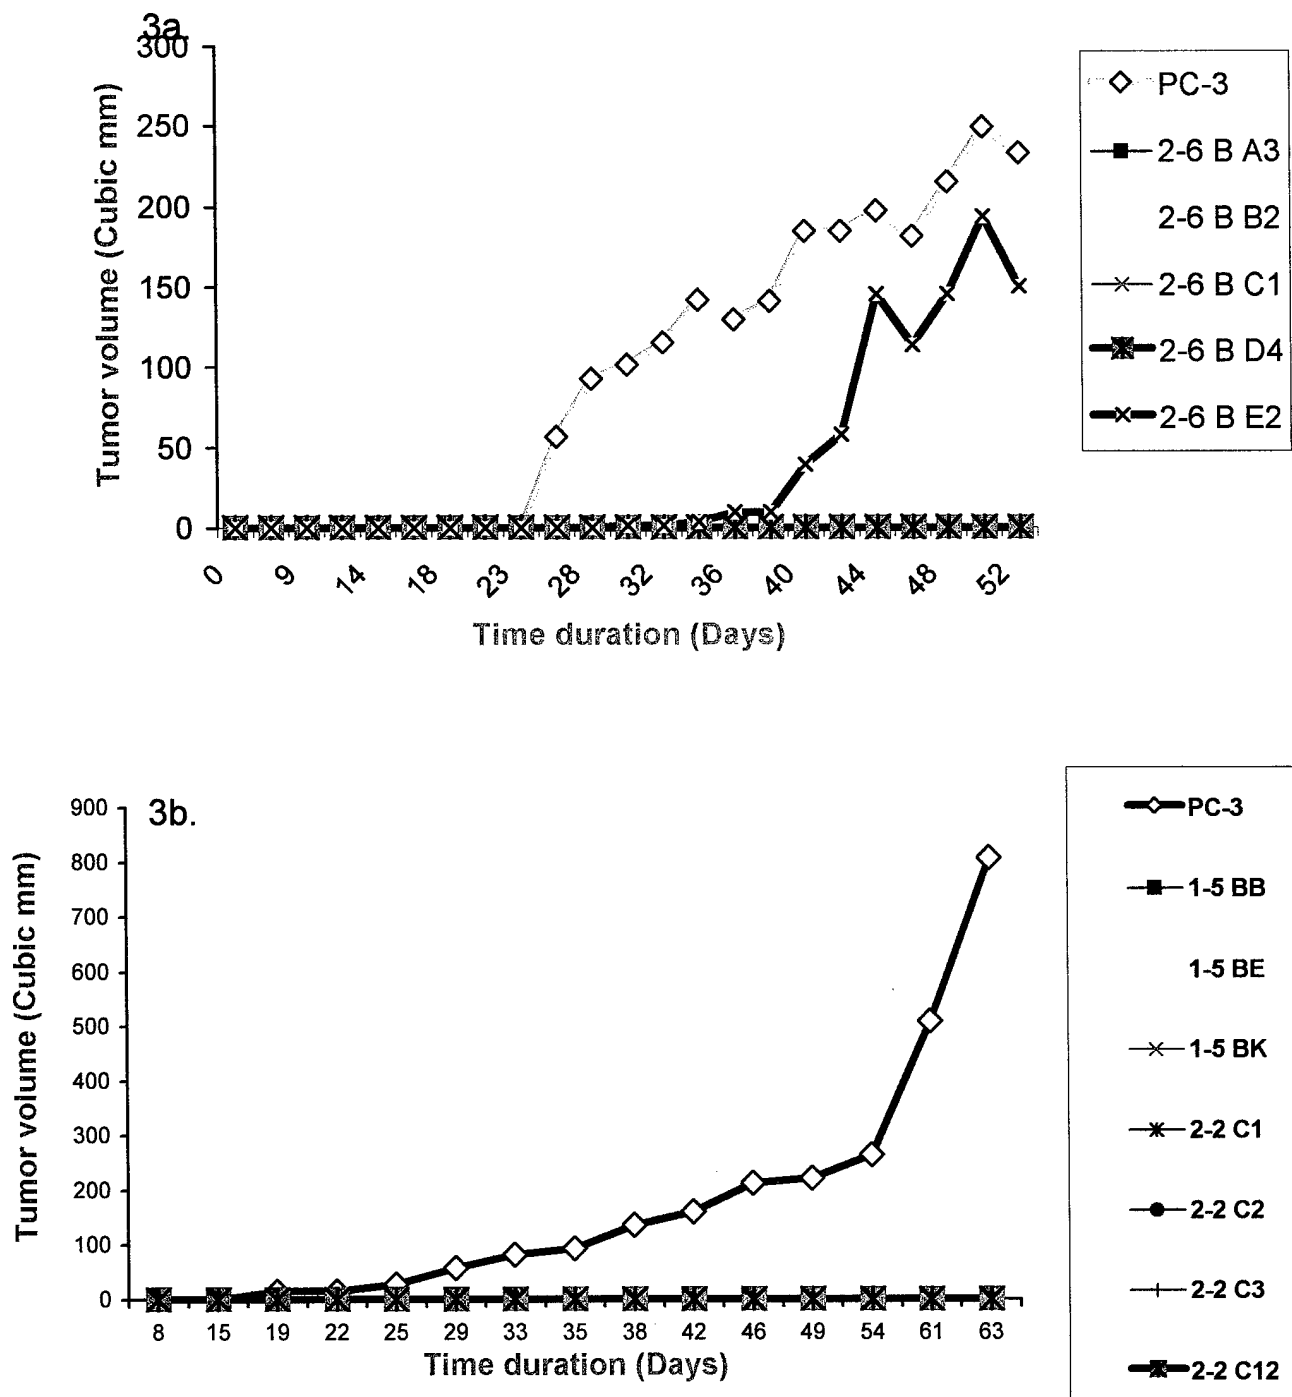 3a.
300
250
200
150
100
50
0
Tumor volume (Cubic mm)
0 9 14 18 23 28 32 36 40 44 48 52
Time duration (Days)
PC-3
2-6 B A3
2-6 B B2
2-6 B C1
2-6 B D4
2-6 B E2
3b.
900
800
700
600
500
400
300
200
100
0
Tumor volume (Cubic mm)
8 15 19 22 25 29 33 35 38 42 46 49 54 61 63
Time duration (Days)
PC-3
1-5 BB
1-5 BE
1-5 BK
2-2 C1
2-2 C2
2-2 C3
2-2 C12